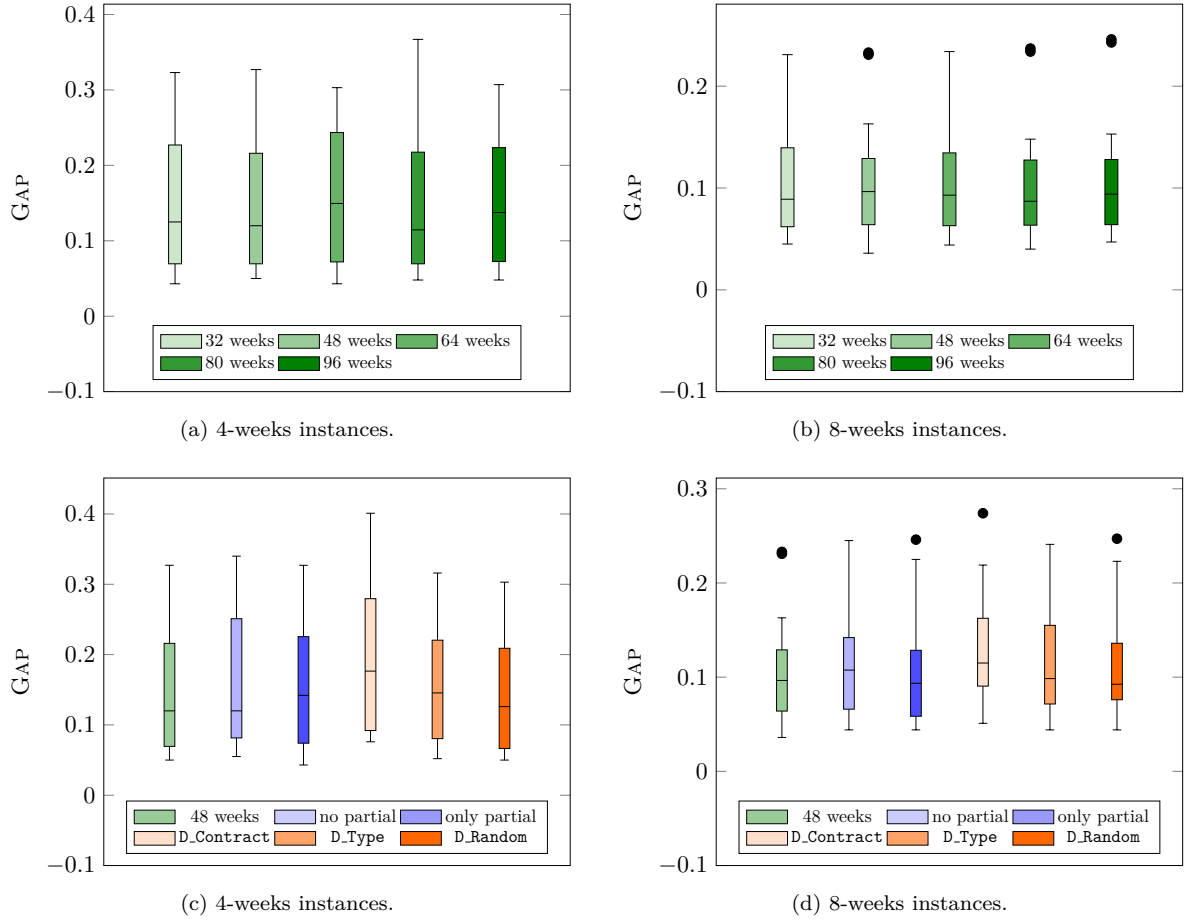 0.4
0.3
0.2
0.1
0
−0.1
GAP
32 weeks 48 weeks 64 weeks
80 weeks 96 weeks
(a) 4-weeks instances.
0.2
0.1
0
−0.1
GAP
32 weeks 48 weeks 64 weeks
80 weeks 96 weeks
(b) 8-weeks instances.
0.4
0.3
0.2
0.1
0
−0.1
GAP
48 weeks no partial only partial
D_Contract D_Type D_Random
(c) 4-weeks instances.
0.3
0.2
0.1
0
−0.1
GAP
48 weeks no partial only partial
D_Contract D_Type D_Random
(d) 8-weeks instances.